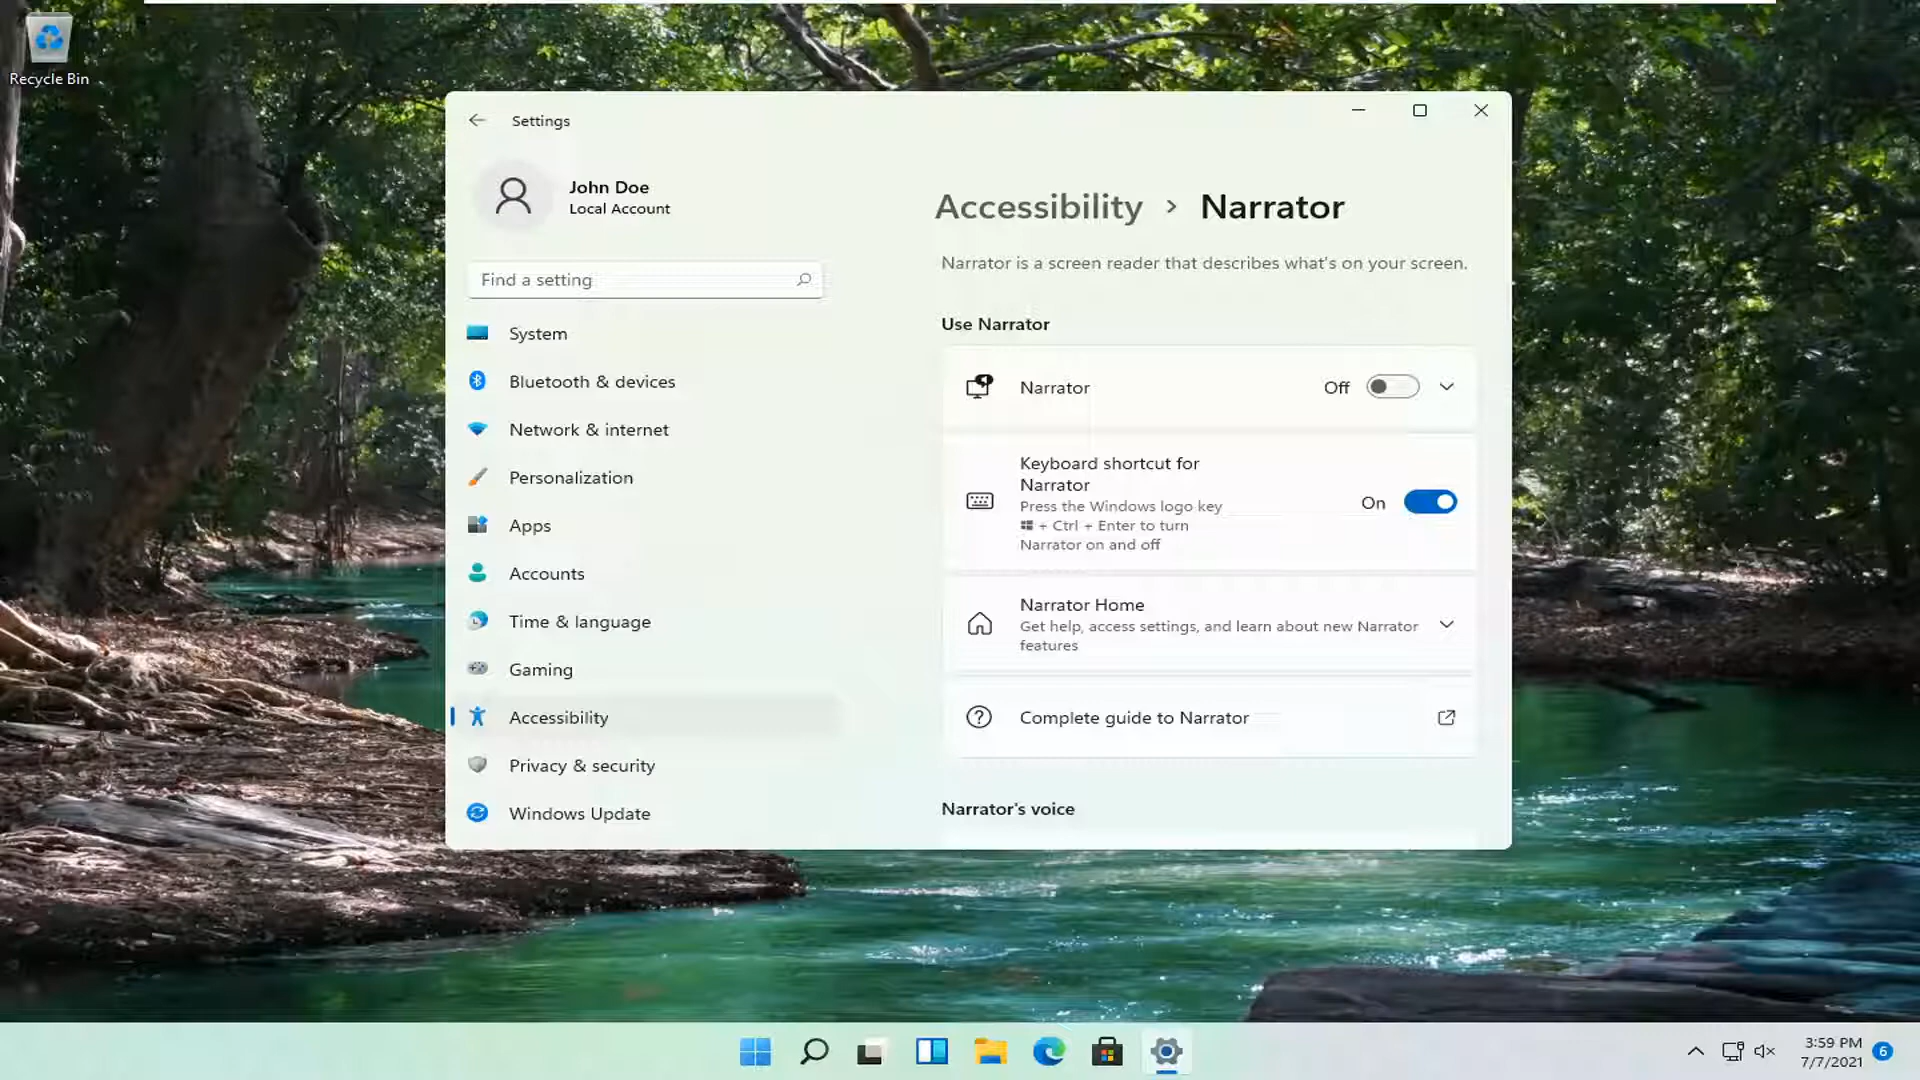 Recycle Bin
Settings
John Doe
Local Account
Find a setting
System
Bluetooth & devices
Network & internet
Personalization
Apps
Accounts
Time & language
Gaming
Accessibility
Privacy & security
Windows Update
Accessibility > Narrator
Narrator is a screen reader that describes what's on your screen.
Use Narrator
Narrator
Off
Keyboard shortcut for
Narrator
Press the Windows logo key
+ Ctrl + Enter to turn
Narrator on and off
On
Narrator Home
Get help, access settings, and learn about new Narrator
features
Complete guide to Narrator
Narrator's voice
3:59 PM
7/7/2021
6